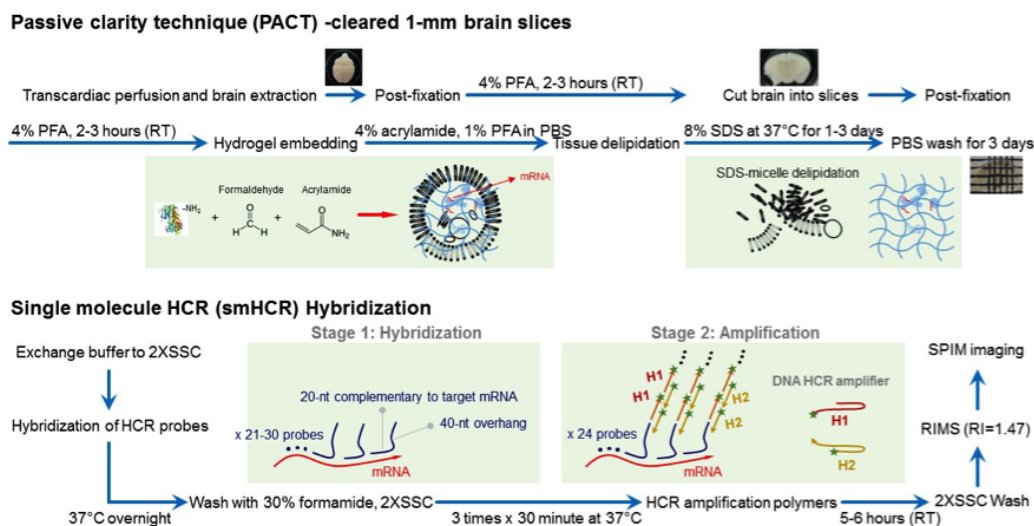 Passive clarity technique (PACT) -cleared 1-mm brain slices
Transcardiac perfusion and brain extraction
Post-fixation
4% PFA, 2-3 hours (RT)
Cut brain into slices
Post-fixation
4% PFA, 2-3 hours (RT)
Hydrogel embedding
4% acrylamide, 1% PFA in PBS
Tissue delipidation
8% SDS at 37°C for 1-3 days
PBS wash for 3 days
-NH₂
+
Formaldehyde
O
H
H
+
Acrylamide
O
NH₂
mRNA
SDS-micelle delipidation
Single molecule HCR (smHCR) Hybridization
Exchange buffer to 2XSSC
Hybridization of HCR probes
37°C overnight
Stage 1: Hybridization
20-nt complementary to target mRNA
40-nt overhang
x 21-30 probes
mRNA
Wash with 30% formamide, 2XSSC
3 times x 30 minute at 37°C
Stage 2: Amplification
H1
H1
H2
H2
x 24 probes
mRNA
DNA HCR amplifier
H1
H2
HCR amplification polymers
5-6 hours (RT)
2XSSC Wash
RIMS (RI=1.47)
SPIM imaging